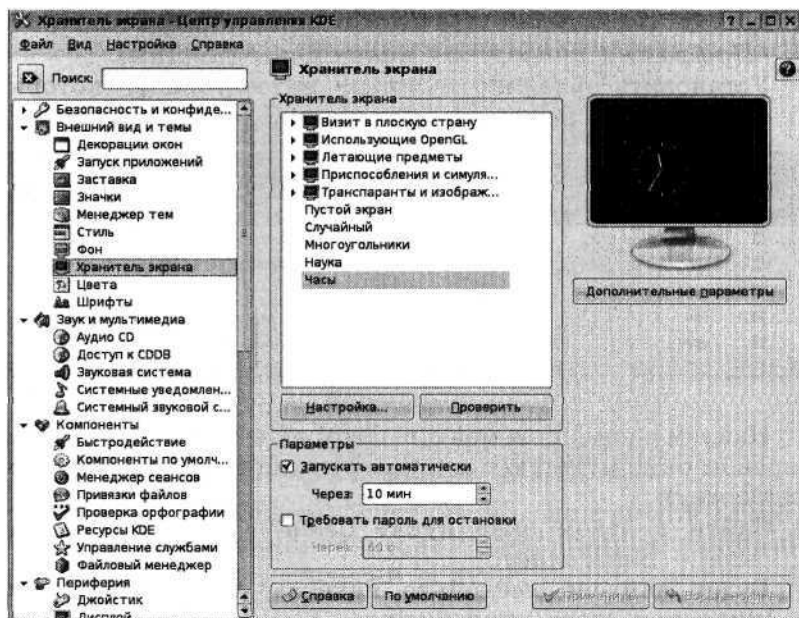 Хранитель экрана - Центр управления KDE
Файл Вид Настройка Справка
Поиск:
Безопасность и конфиде...
Внешний вид и темы
Декорации окон
Запуск приложений
Заставка
Значки
Менеджер тем
Стиль
Фон
Хранитель экрана
Цвета
Шрифты
Звук и мультимедиа
Аудио CD
Доступ к CDDB
Звуковая система
Системные уведомлен...
Системный звуковой с...
Компоненты
Быстродействие
Компоненты по умолч...
Менеджер сеансов
Привязки файлов
Проверка орфографии
Ресурсы KDE
Управление службами
Файловый менеджер
Периферия
Джойстик
Дисплей
Хранитель экрана
Хранитель экрана
Визит в плоскую страну
Использующие OpenGL
Летающие предметы
Приспособления и симуля...
Транспаранты и изображ...
Пустой экран
Случайный
Многоугольники
Наука
Часы
Настройка... Проверить
Дополнительные параметры
Параметры
Запускать автоматически
Через: 10 мин
Требовать пароль для остановки
Через: 60 с
Справка По умолчанию